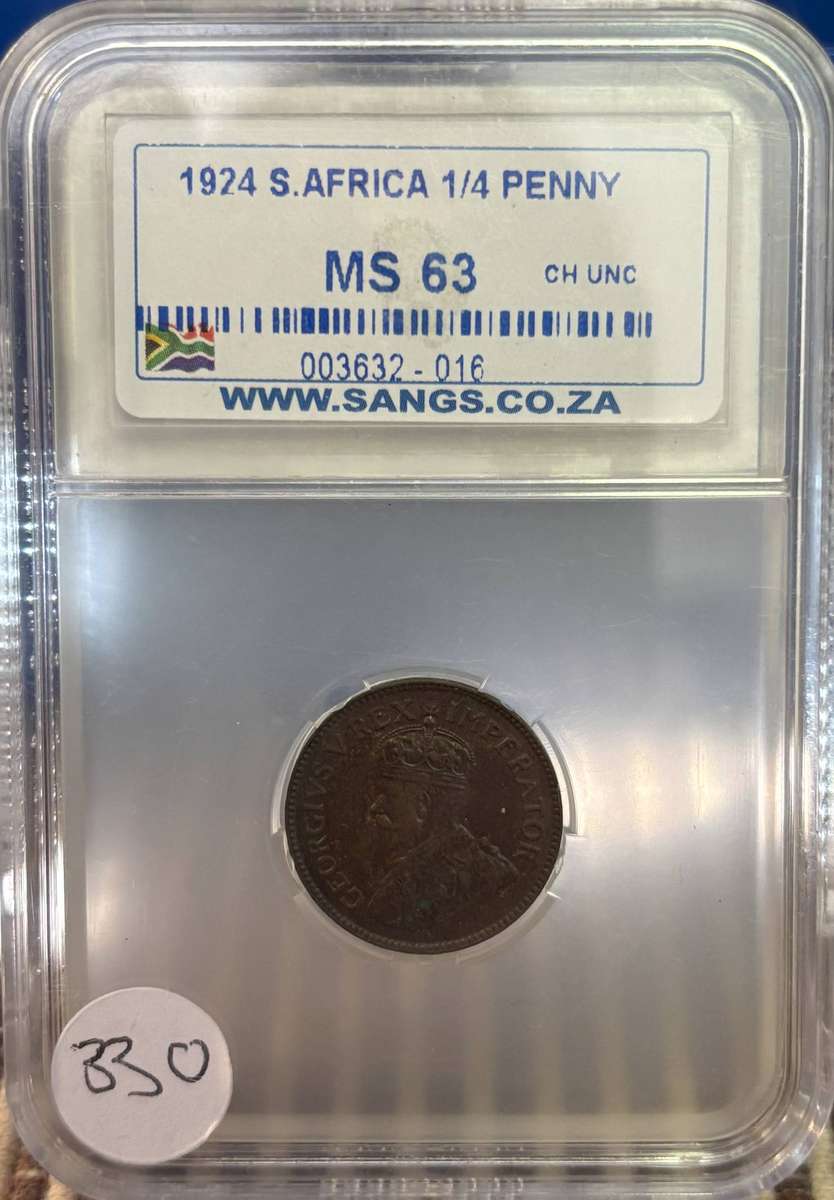 1924 S.AFRICA 1/4 PENNY
MS 63 CH UNC
003632 - 016
WWW.SANGS.CO.ZA
GEORGIVS V REX IMPERATOR
330